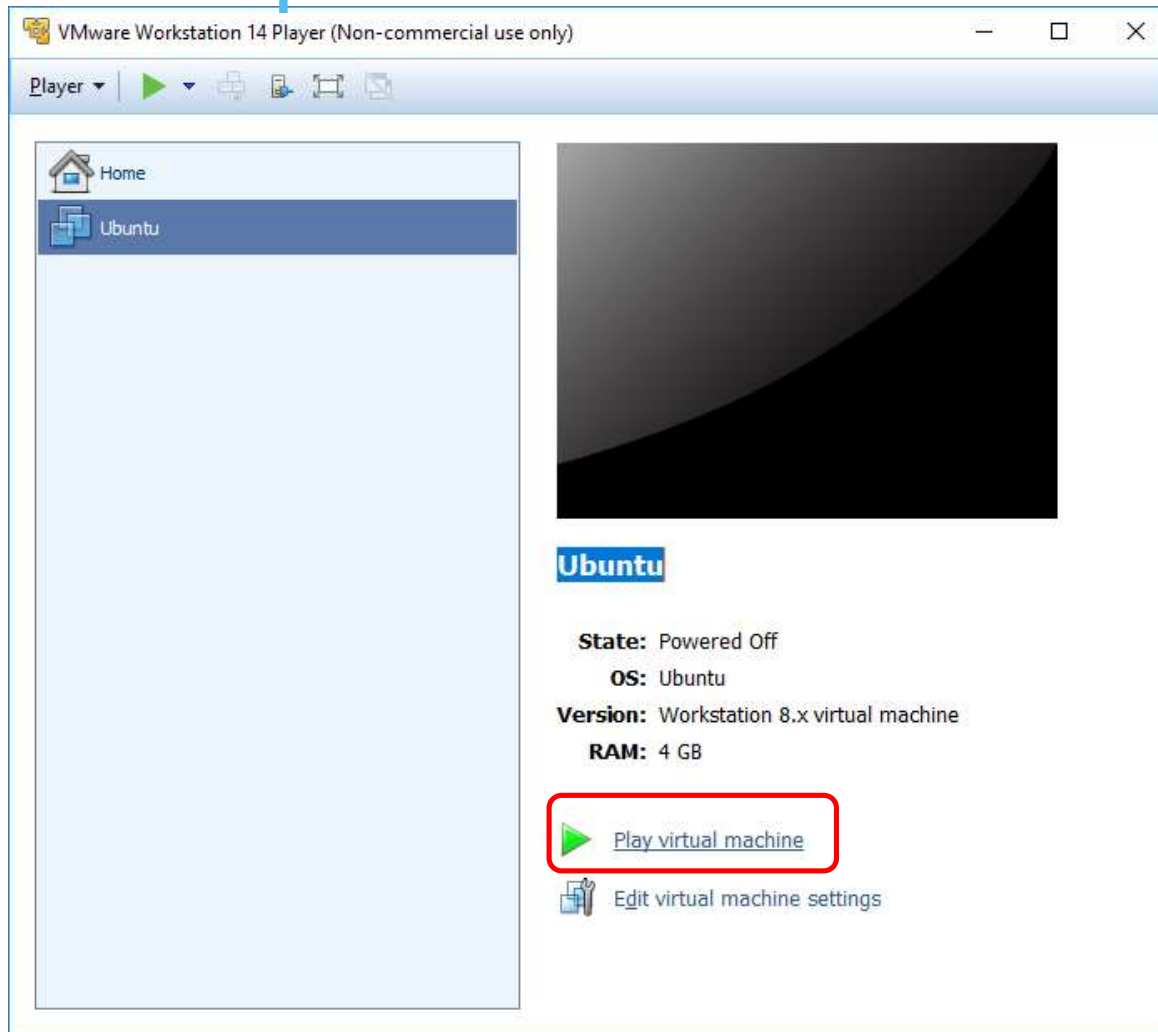 VMware Workstation 14 Player (Non-commercial use only)
Player
Home
Ubuntu
Ubuntu
State: Powered Off
OS: Ubuntu
Version: Workstation 8.x virtual machine
RAM: 4 GB
Play virtual machine
Edit virtual machine settings